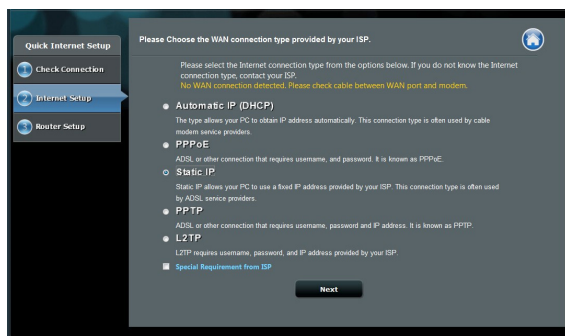 Quick Internet Setup
1 Check Connection
2 Internet Setup
3 Router Setup
Please Choose the WAN connection type provided by your ISP.
Please select the Internet connection type from the options below. If you do not know the Internet
connection type, contact your ISP.
No WAN connection detected. Please check cable between WAN port and modem.
Automatic IP (DHCP)
The type allows your PC to obtain IP address automatically. This connection type is often used by cable
modem service providers.
PPPoE
ADSL or other connection that requires username, and password. It is known as PPPoE.
Static IP
Static IP allows your PC to use a fixed IP address provided by your ISP. This connection type is often used
by ADSL service providers.
PPTP
ADSL or other connection that requires username, password and IP address. It is known as PPTP.
L2TP
L2TP requires username, password, and IP address provided by your ISP.
Special Requirement from ISP
Next